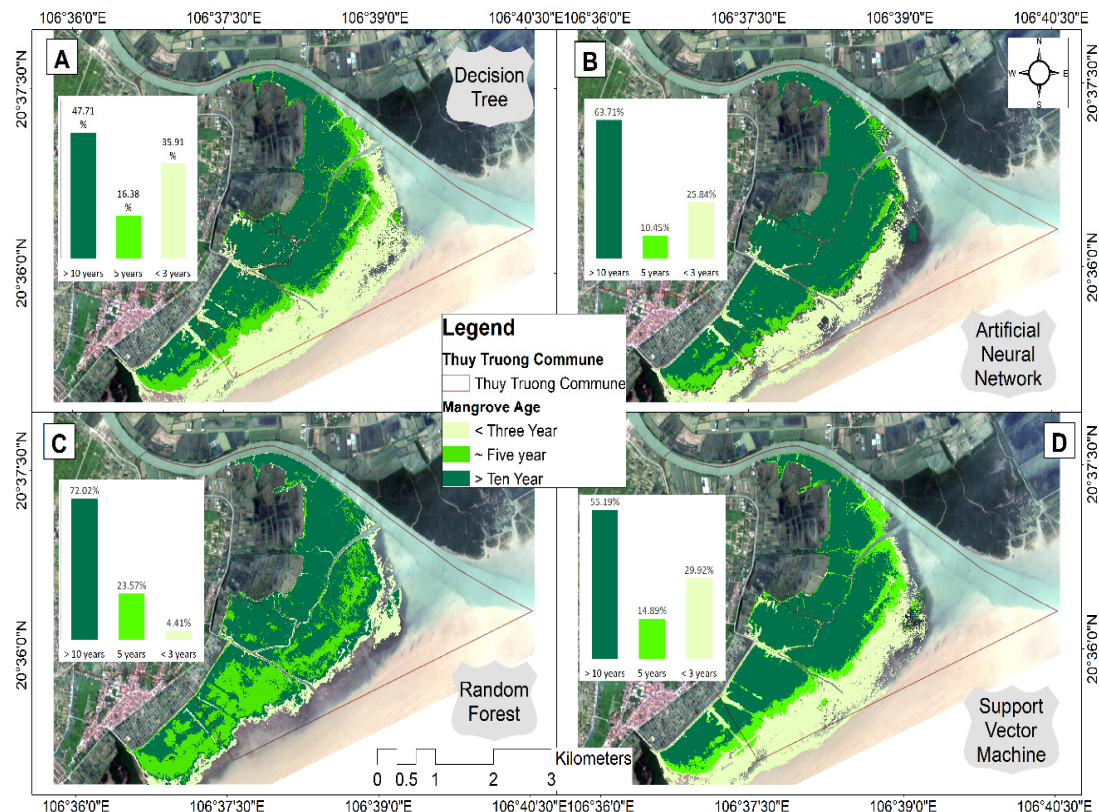 106°36'0"E 106°37'30"E 106°39'0"E 106°40'30"E 106°36'0"E 106°37'30"E 106°39'0"E 106°40'30"E
20°37'30"N
20°36'0"N
A
Decision
Tree
47.71
%
16.38
%
35.91
%
> 10 years 5 years < 3 years
B
N
W E
S
63.71%
10.45%
25.84%
> 10 years 5 years < 3 years
Artificial
Neural
Network
20°37'30"N
20°36'0"N
Legend
Thuy Truong Commune
Thuy Truong Commune
Mangrove Age
< Three Year
~ Five year
> Ten Year
20°37'30"N
20°36'0"N
C
72.02%
23.57%
4.41%
> 10 years 5 years < 3 years
Random
Forest
Kilometers
0 0.5 1 2 3
D
55.19%
14.89%
29.92%
> 10 years 5 years < 3 years
Support
Vector
Machine
20°37'30"N
20°36'0"N
106°36'0"E 106°37'30"E 106°39'0"E 106°40'30"E 106°36'0"E 106°37'30"E 106°39'0"E 106°40'30"E